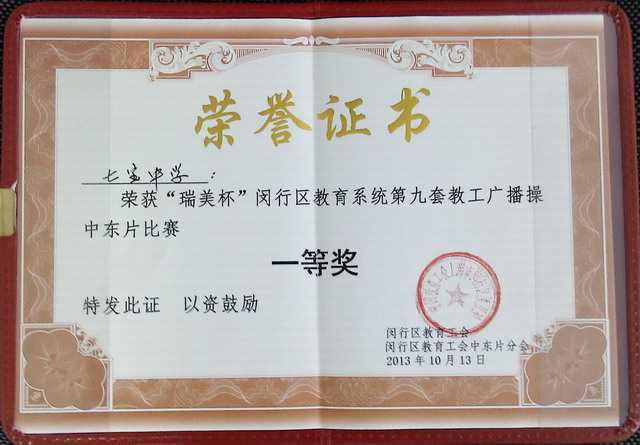 荣誉证书
七宝中学：
荣获“瑞美杯”闵行区教育系统第九套教工广播操
中东片比赛
一等奖
特发此证 以资鼓励
闵行区教育工会
闵行区教育工会中东片分会
2013年10月13日